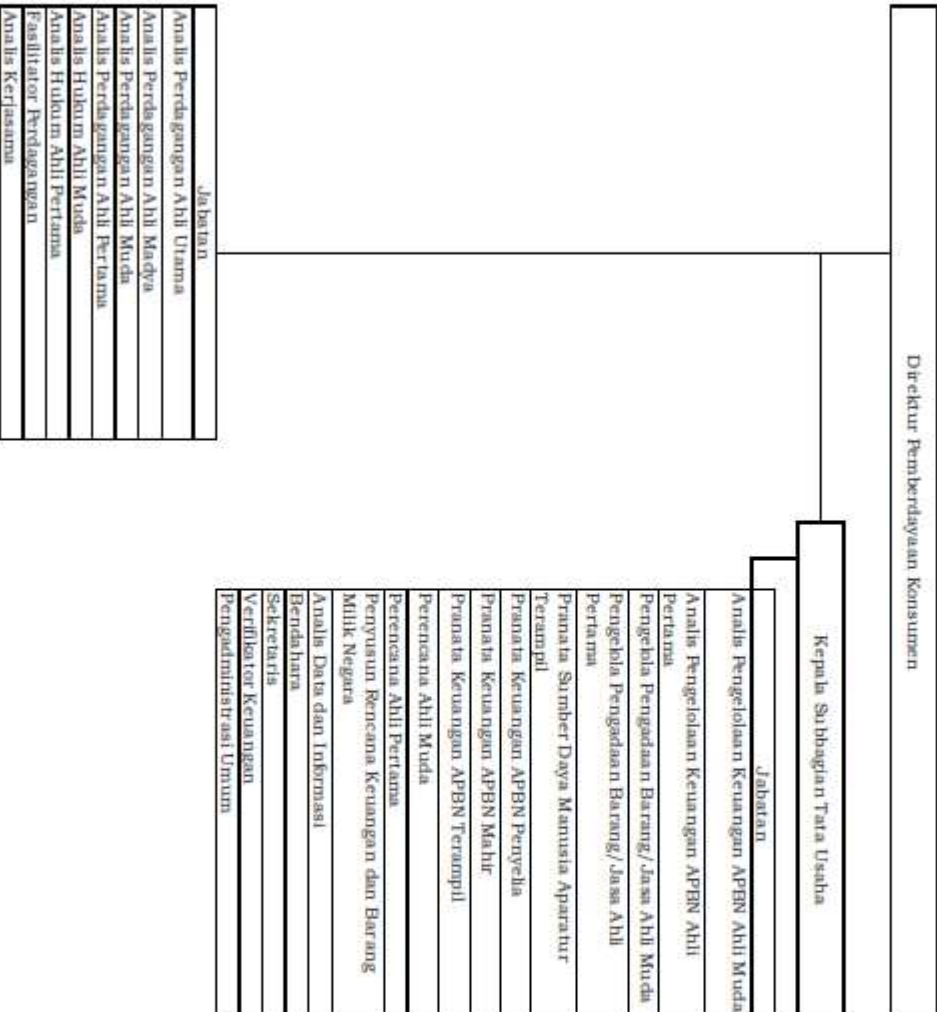 Direktur Pemberdayaan Konsumen
Kepala Subbagian Tata Usaha
Jabatan
Analis Pengelolaan Keuangan APBN Ahli Muda
Analis Pengelolaan Keuangan APBN Ahli
Pertama
Pengelola Pengadaan Barang/Jasa Ahli Muda
Pengelola Pengadaan Barang/Jasa Ahli
Pertama
Pranata Sumber Daya Manusia Aparatur
Terampil
Pranata Keuangan APBN Penyelia
Pranata Keuangan APBN Mahir
Pranata Keuangan APBN Terampil
Perencana Ahli Muda
Perencana Ahli Pertama
Penyusun Rencana Keuangan dan Barang
Milik Negara
Analis Data dan Informasi
Bendahara
Sekretaris
Verifikator Keuangan
Pengadministrasi Umum
Jabatan
Analis Perdagangan Ahli Utama
Analis Perdagangan Ahli Madya
Analis Perdagangan Ahli Muda
Analis Perdagangan Ahli Pertama
Analis Hukum Ahli Muda
Analis Hukum Ahli Pertama
Fasilitator Perdagangan
Analis Kerjasama